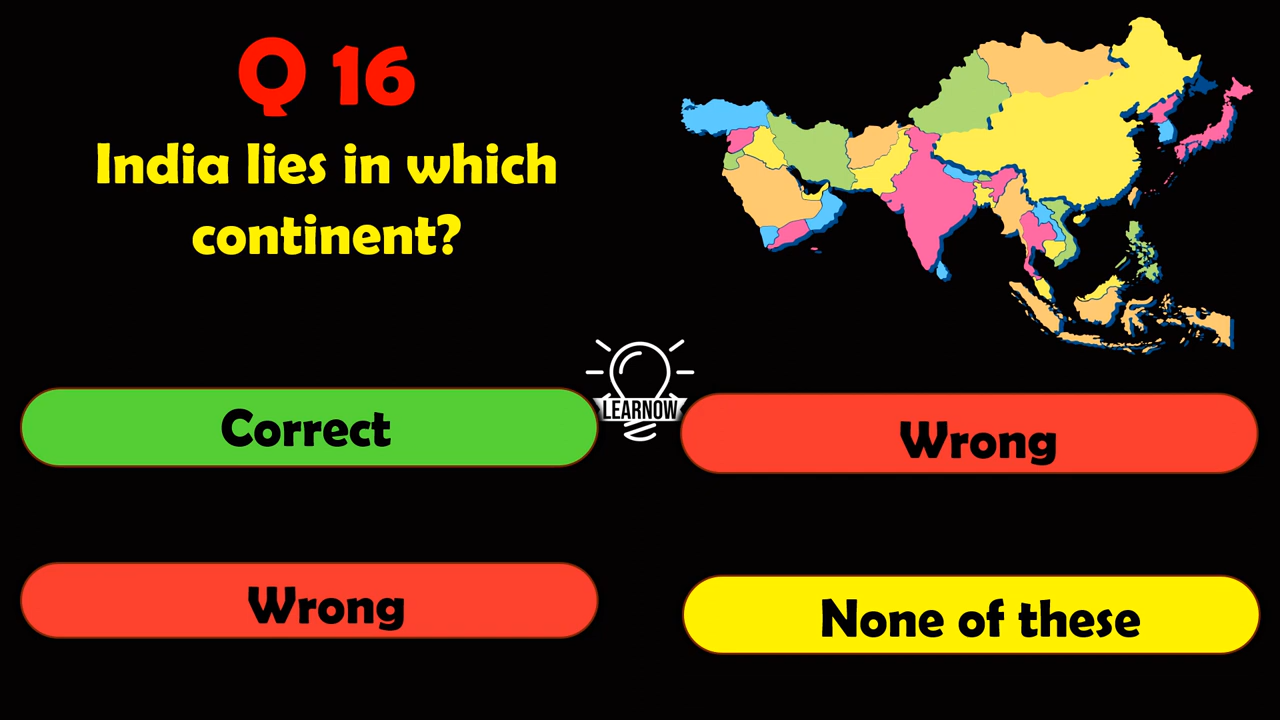 Q 16
India lies in which
continent?
LEARNOW
Correct
Wrong
Wrong
None of these